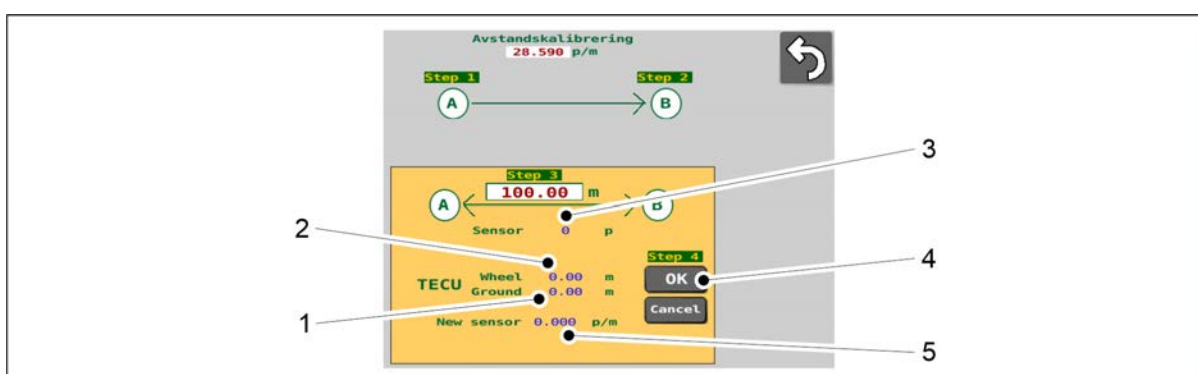 Avstandskalibrering
28.590 p/m
Step 1 Step 2
A B
3
Step 3
100.00 m
A B
2
Sensor 0 p
Step 4
4
TECU Wheel 0.00 m OK
Ground 0.00 m
1
Cancel
New sensor 0.000 p/m
5